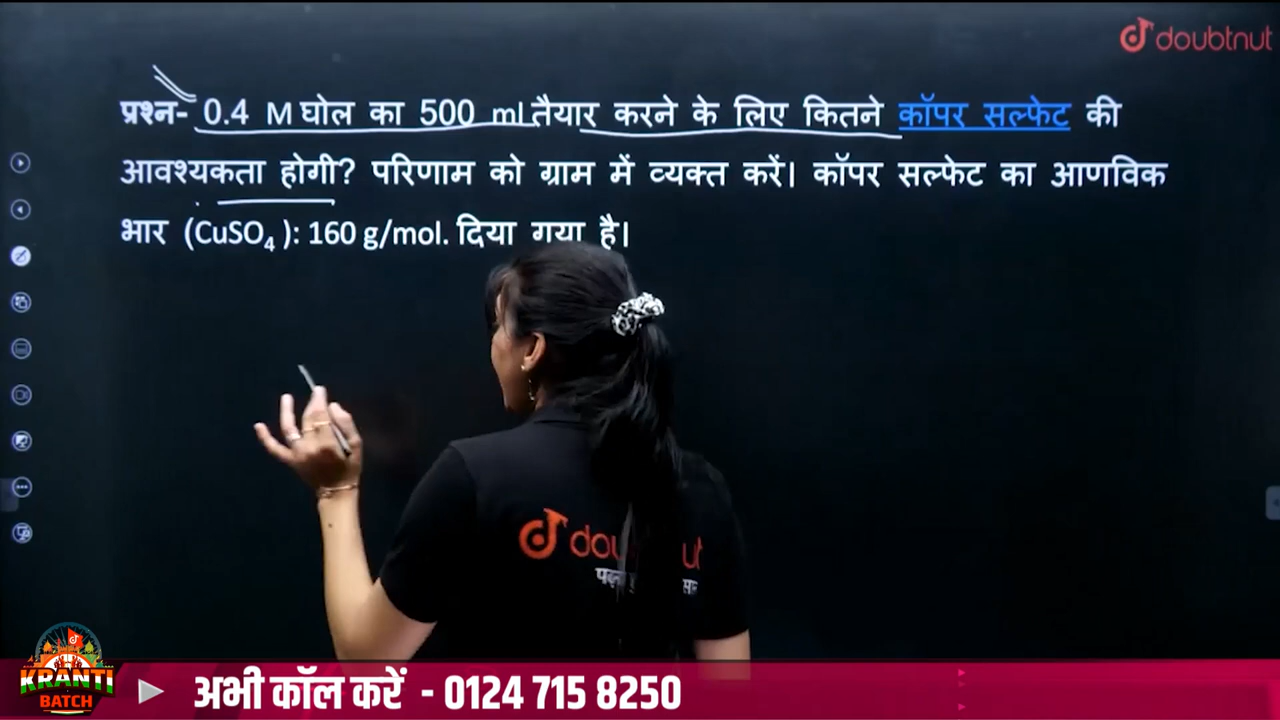 doubtnut
प्रश्न- 0.4 M घोल का 500 ml तैयार करने के लिए कितने कॉपर सल्फेट की
आवश्यकता होगी? परिणाम को ग्राम में व्यक्त करें। कॉपर सल्फेट का आणविक
भार (CuSO₄ ): 160 g/mol. दिया गया है।
KRANTI
BATCH
अभी कॉल करें - 0124 715 8250